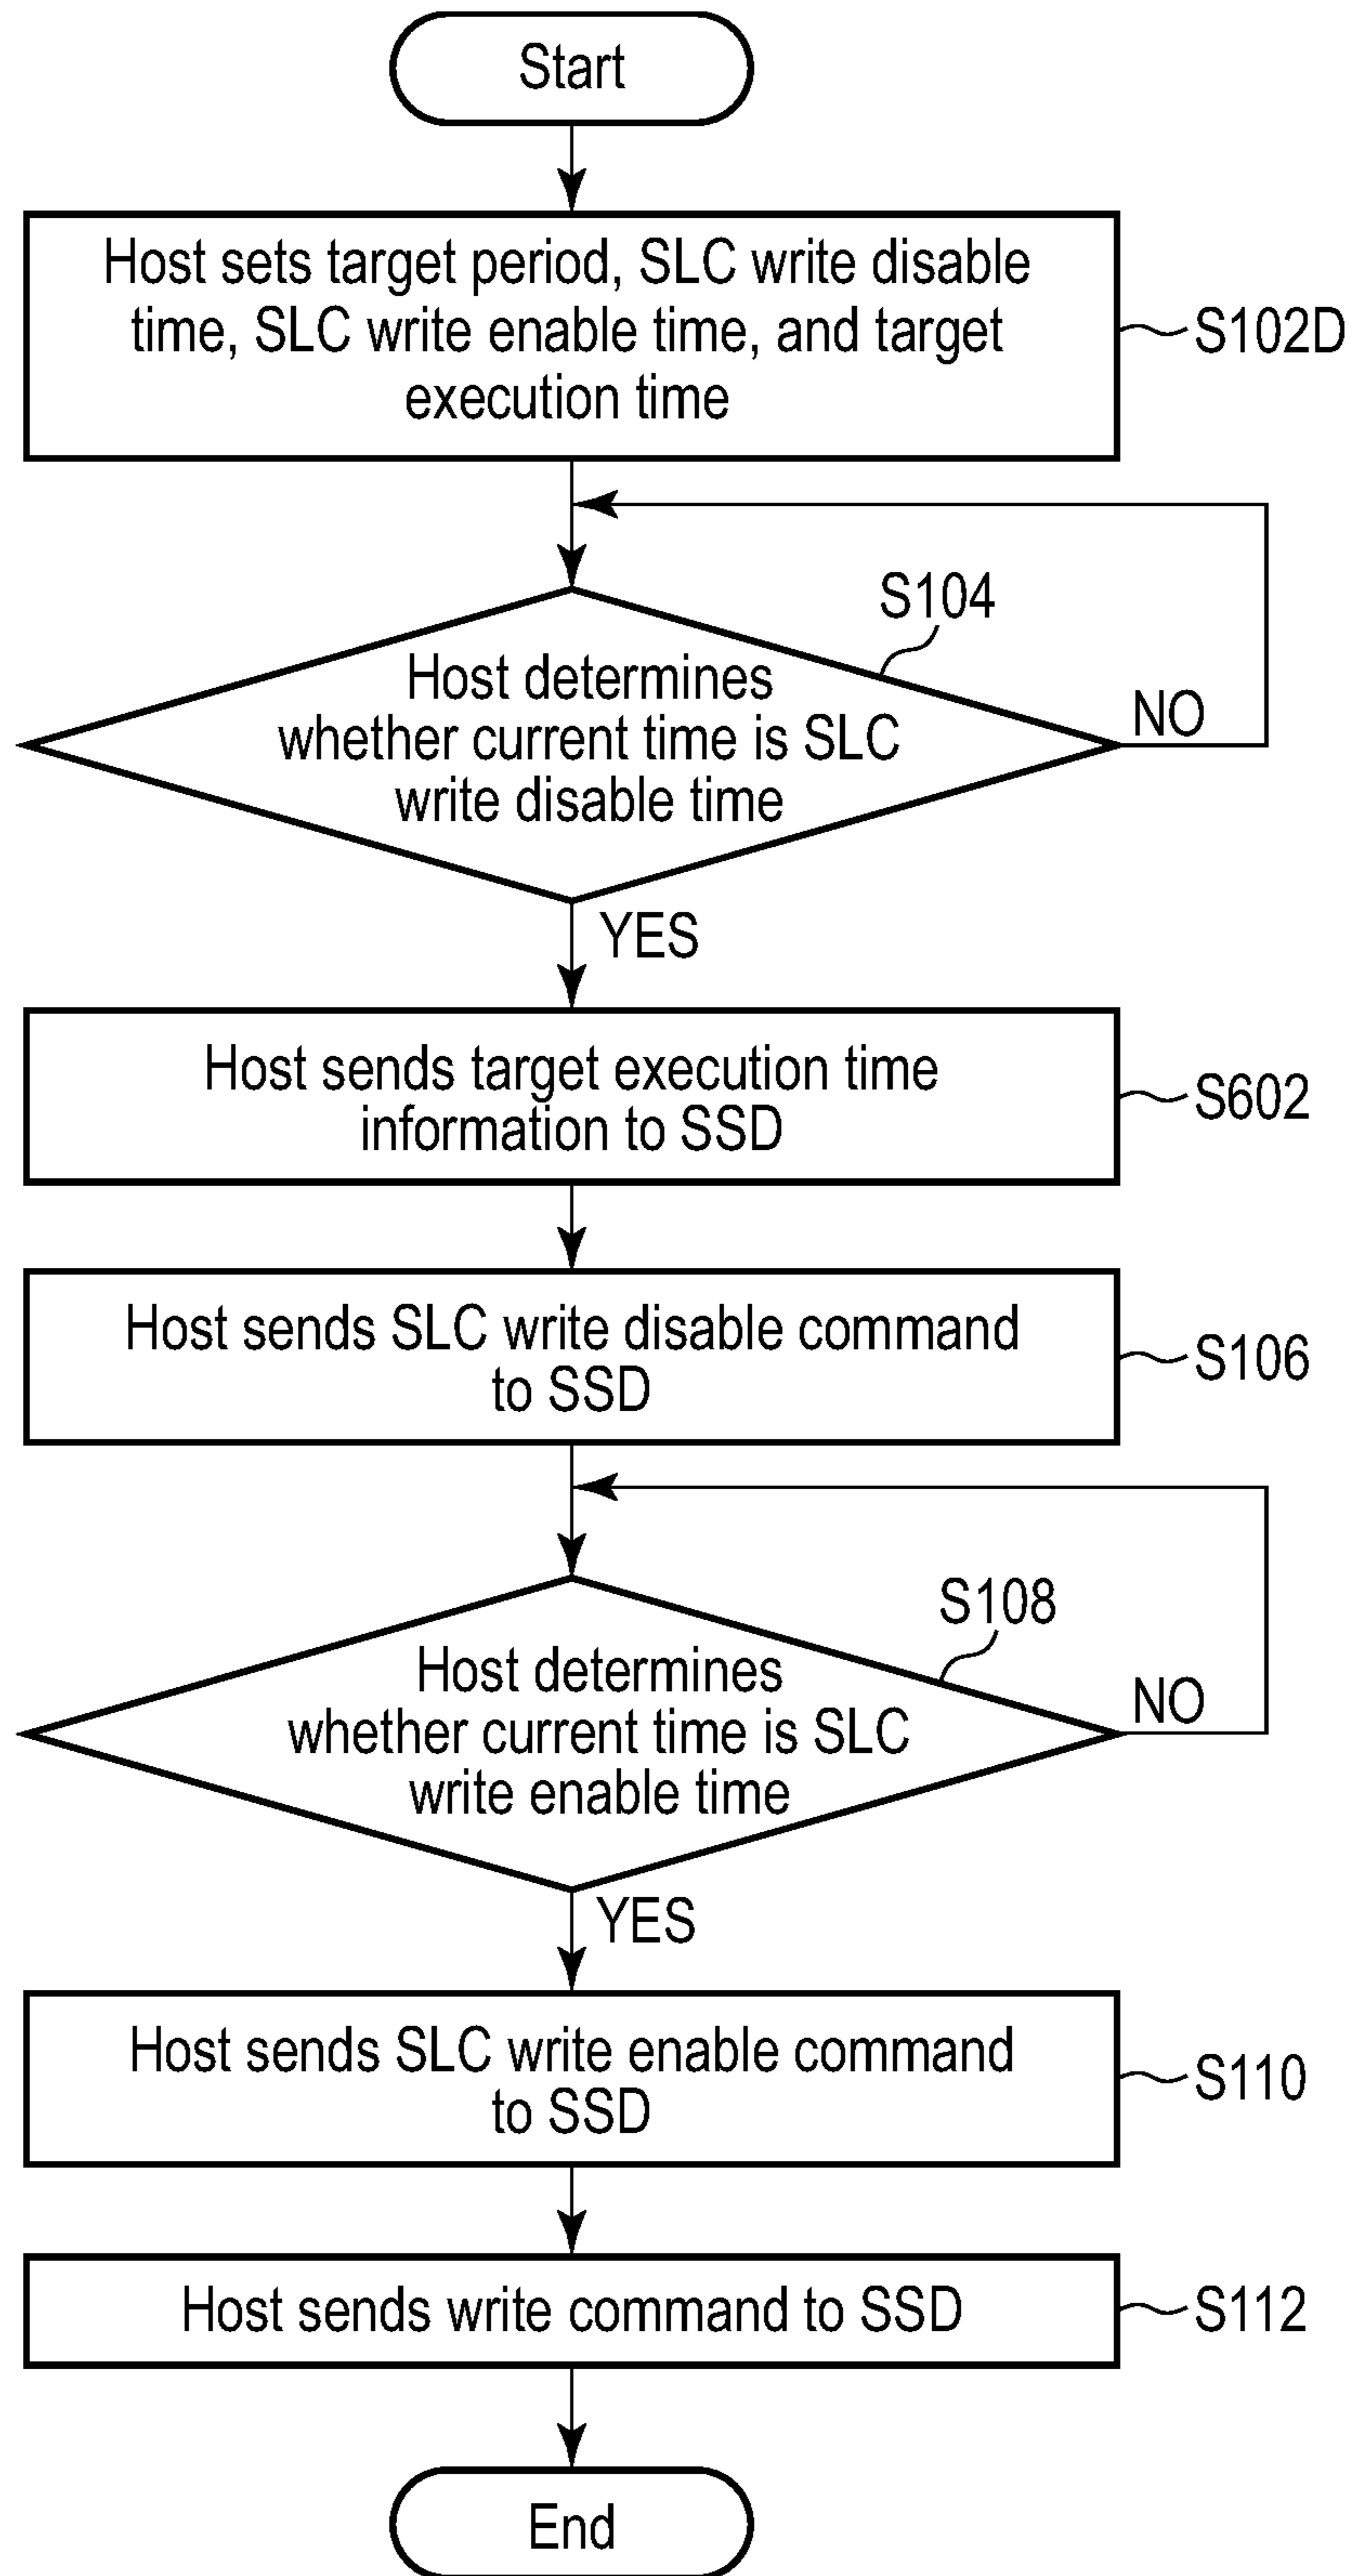 Start
Host sets target period, SLC write disable
time, SLC write enable time, and target
execution time
S102D
S104
Host determines
whether current time is SLC
write disable time
NO
YES
Host sends target execution time
information to SSD
S602
Host sends SLC write disable command
to SSD
S106
S108
Host determines
whether current time is SLC
write enable time
NO
YES
Host sends SLC write enable command
to SSD
S110
Host sends write command to SSD
S112
End